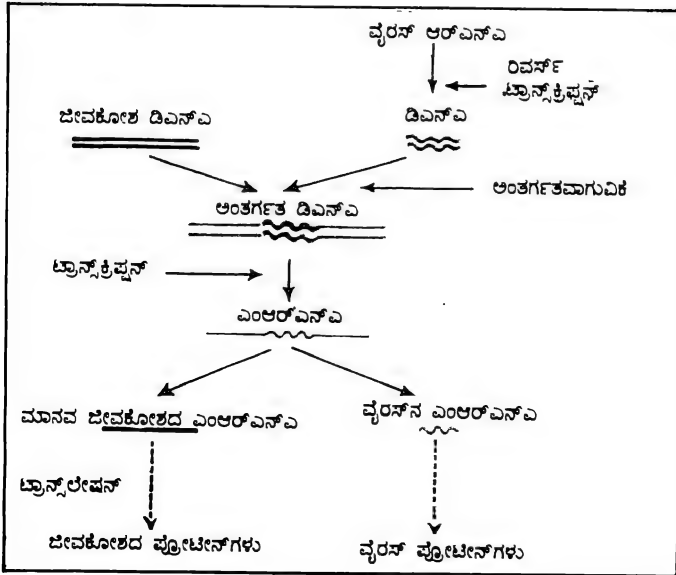 ವೈರಸ್ ಆರ್‌ಎನ್‌ಎ
ರಿವರ್ಸ್
ಟ್ರಾನ್ಸ್‌ಕ್ರಿಪ್ಷನ್
ಜೀವಕೋಶ ಡಿಎನ್‌ಎ
ಡಿಎನ್‌ಎ
ಅಂತರ್ಗತವಾಗುವಿಕೆ
ಅಂತರ್ಗತ ಡಿಎನ್‌ಎ
ಟ್ರಾನ್ಸ್‌ಕ್ರಿಪ್ಷನ್
ಎಂಆರ್‌ಎನ್‌ಎ
ಮಾನವ ಜೀವಕೋಶದ ಎಂಆರ್‌ಎನ್‌ಎ
ವೈರಸ್‌ನ ಎಂಆರ್‌ಎನ್‌ಎ
ಟ್ರಾನ್ಸ್‌ಲೇಷನ್
ಜೀವಕೋಶದ ಪ್ರೋಟೀನ್‌ಗಳು
ವೈರಸ್ ಪ್ರೋಟೀನ್‌ಗಳು